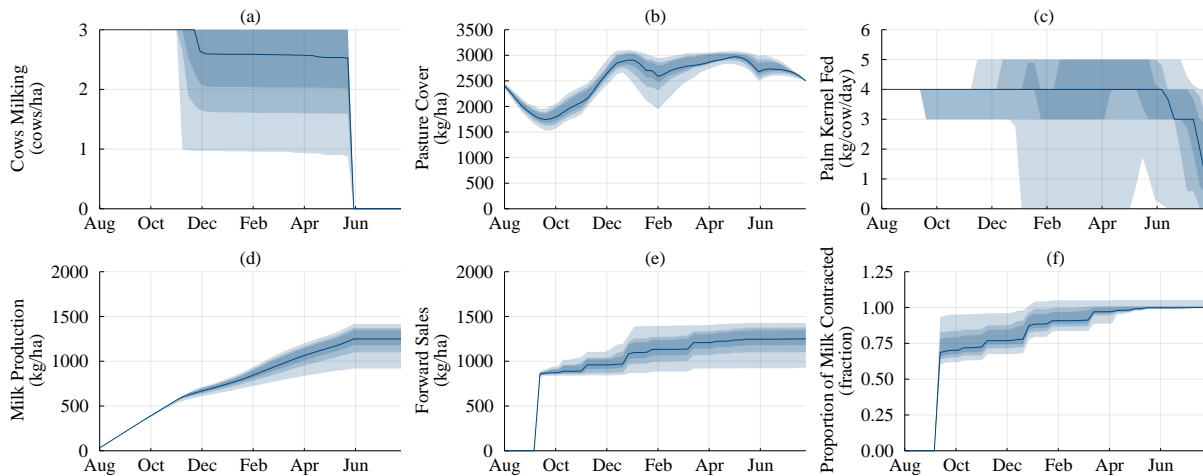 (a)
Cows Milking
(cows/ha)
3
2
1
0
Aug Oct Dec Feb Apr Jun
(b)
Pasture Cover
(kg/ha)
3500
3000
2500
2000
1500
1000
500
0
Aug Oct Dec Feb Apr Jun
(c)
Palm Kernel Fed
(kg/cow/day)
6
5
4
3
2
1
0
Aug Oct Dec Feb Apr Jun
(d)
Milk Production
(kg/ha)
2000
1500
1000
500
0
Aug Oct Dec Feb Apr Jun
(e)
Forward Sales
(kg/ha)
2000
1500
1000
500
0
Aug Oct Dec Feb Apr Jun
(f)
Proportion of Milk Contracted
(fraction)
1.25
1.00
0.75
0.50
0.25
0.00
Aug Oct Dec Feb Apr Jun